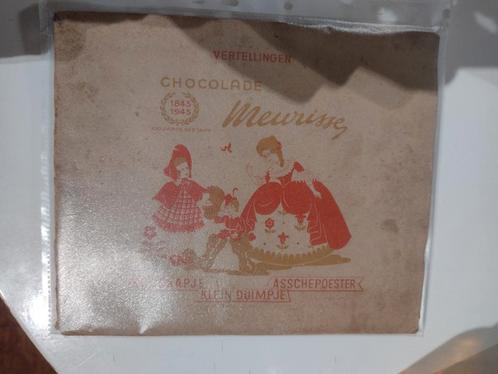 VERTELLINGEN
CHOCOLADE
1845
1945
Meurisse
ASSCHEPOESTER
KLEIN DUIMPJE